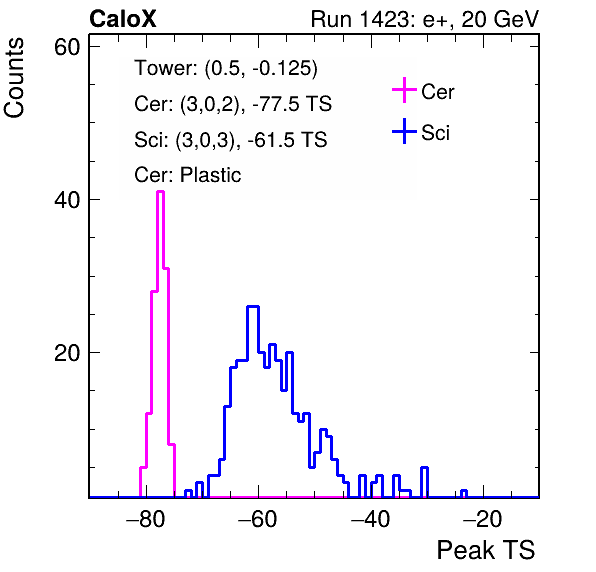 CaloX Run 1423: e+, 20 GeV
Counts
60
40
20
Tower: (0.5, -0.125)
Cer: (3,0,2), -77.5 TS
Sci: (3,0,3), -61.5 TS
Cer: Plastic
Cer
Sci
−80 −60 −40 −20
Peak TS